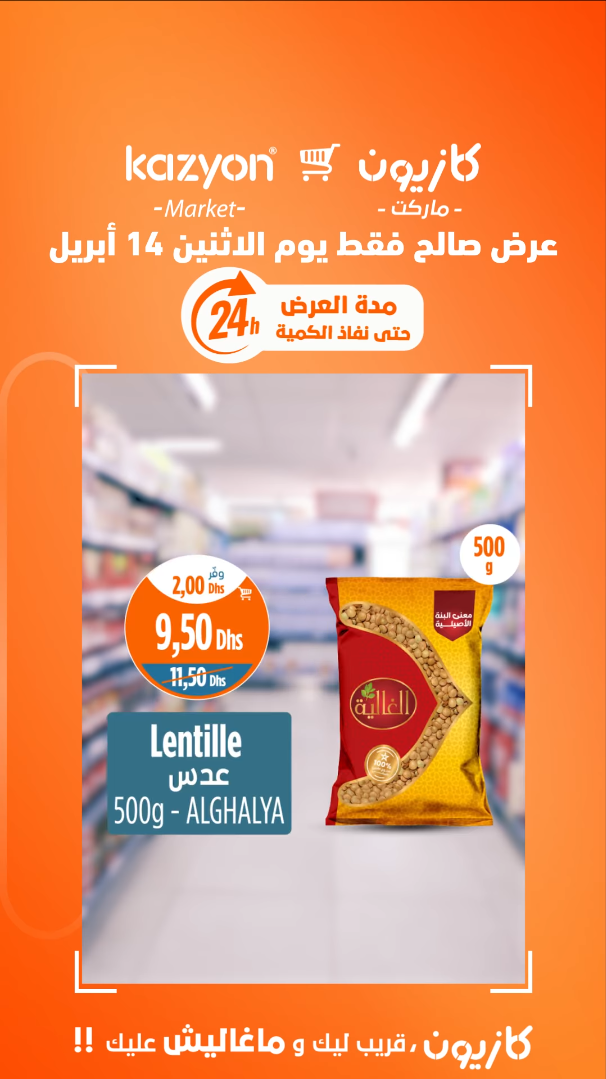 kazyon® كازيون
-Market- - ماركت -
عرض صالح فقط يوم الاثنين 14 أبريل
24h
مدة العرض
حتى نفاذ الكمية
500
g
وفّر
2,00 Dhs
9,50 Dhs
11,50 Dhs
معنى البنة
الأصيلـــية
الغالية
100%
Lentille
عدس
500g - ALGHALYA
كازيون، قريب ليك و ماغاليش عليك !!